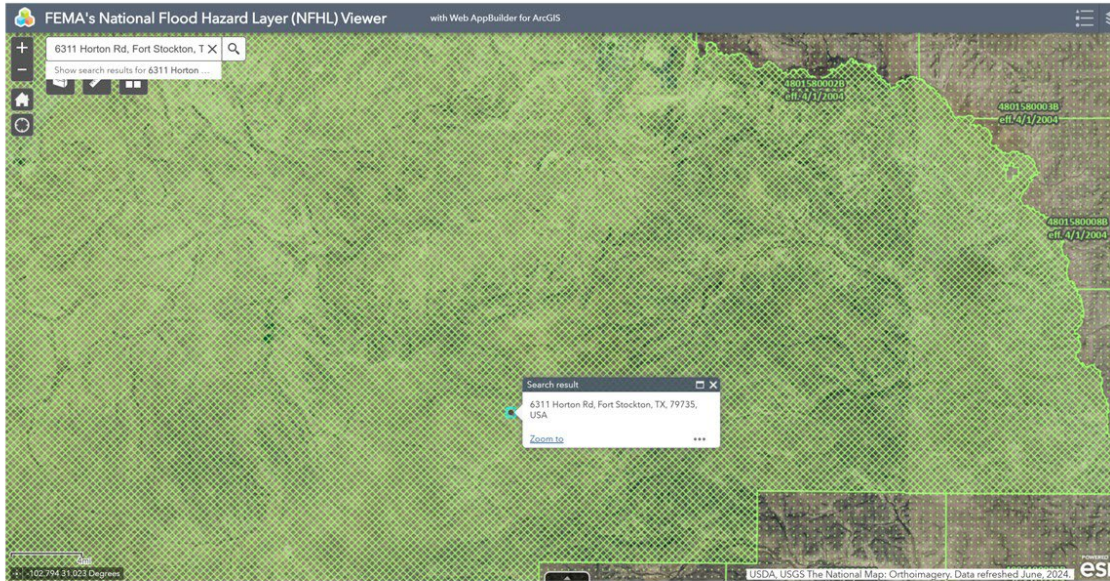 FEMA's National Flood Hazard Layer (NFHL) Viewer
with Web AppBuilder for ArcGIS
6311 Horton Rd, Fort Stockton, T
Show search results for 6311 Horton ...
4801580002B
eff. 4/1/2004
4801580003B
eff. 4/1/2004
4801580008B
eff. 4/1/2004
Search result
6311 Horton Rd, Fort Stockton, TX, 79735,
USA
Zoom to
-102.794 31.023 Degrees
USDA, USGS The National Map: Orthoimagery. Data refreshed June, 2024.
POWERED
esri